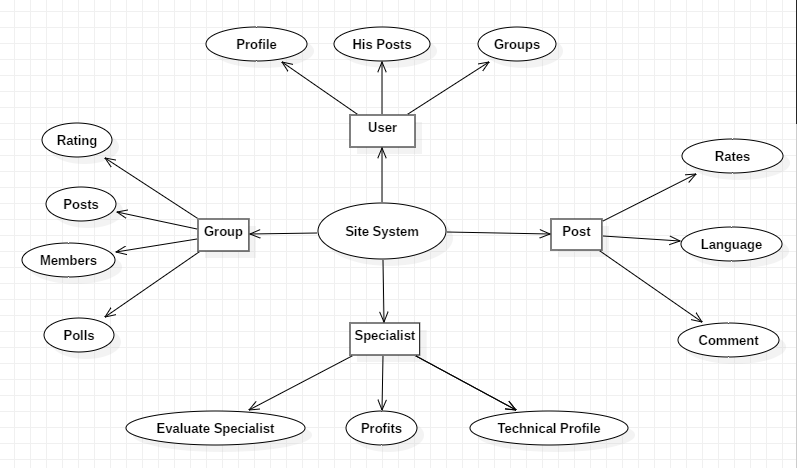 Profile
His Posts
Groups
User
Rating
Rates
Posts
Group
Site System
Post
Language
Members
Polls
Specialist
Comment
Evaluate Specialist
Profits
Technical Profile